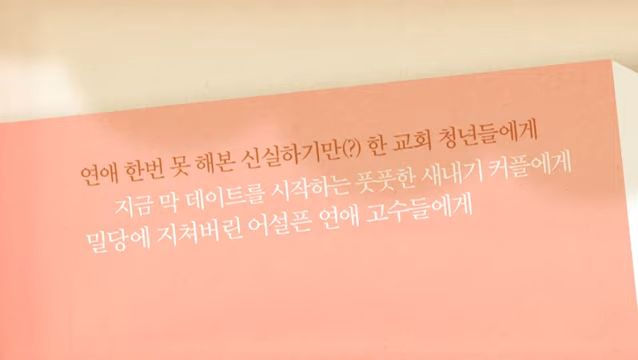 연애 한번 못 해본 신실하기만(?) 한 교회 청년들에게
지금 막 데이트를 시작하는 풋풋한 새내기 커플에게
밀당에 지쳐버린 어설픈 연애 고수들에게